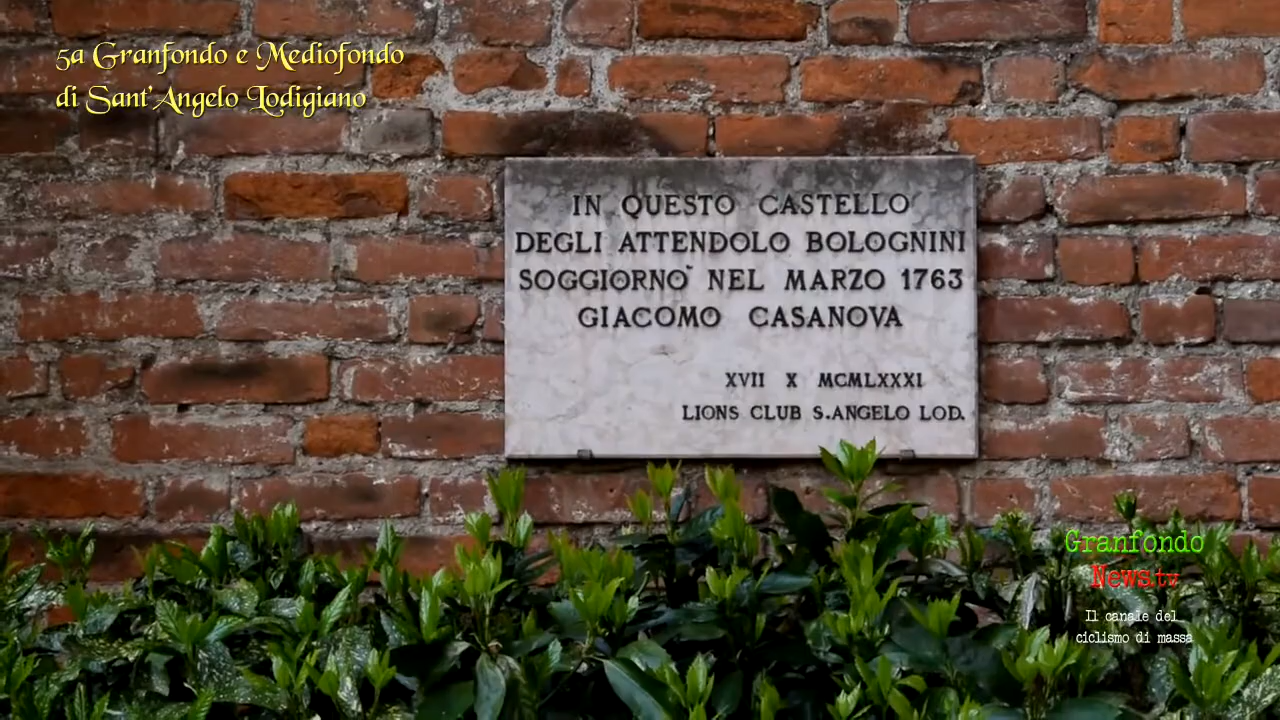 5a Granfondo e Mediofondo
di Sant'Angelo Lodigiano
IN QUESTO CASTELLO
DEGLI ATTENDOLO BOLOGNINI
SOGGIORNO` NEL MARZO 1763
GIACOMO CASANOVA
XVII X MCMLXXXI
LIONS CLUB S.ANGELO LOD.
Granfondo
News.tv
Il canale del
ciclismo di massa